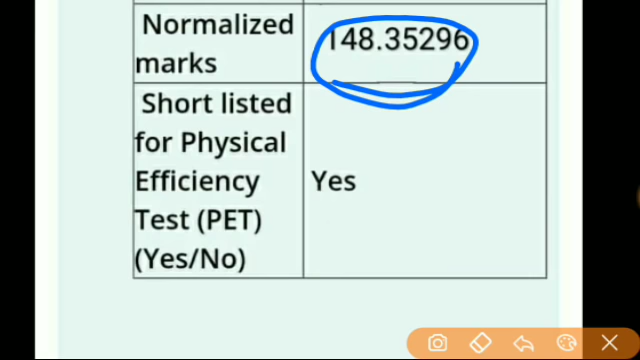 Normalized
marks
148.35296
Short listed
for Physical
Efficiency
Test (PET)
(Yes/No)
Yes